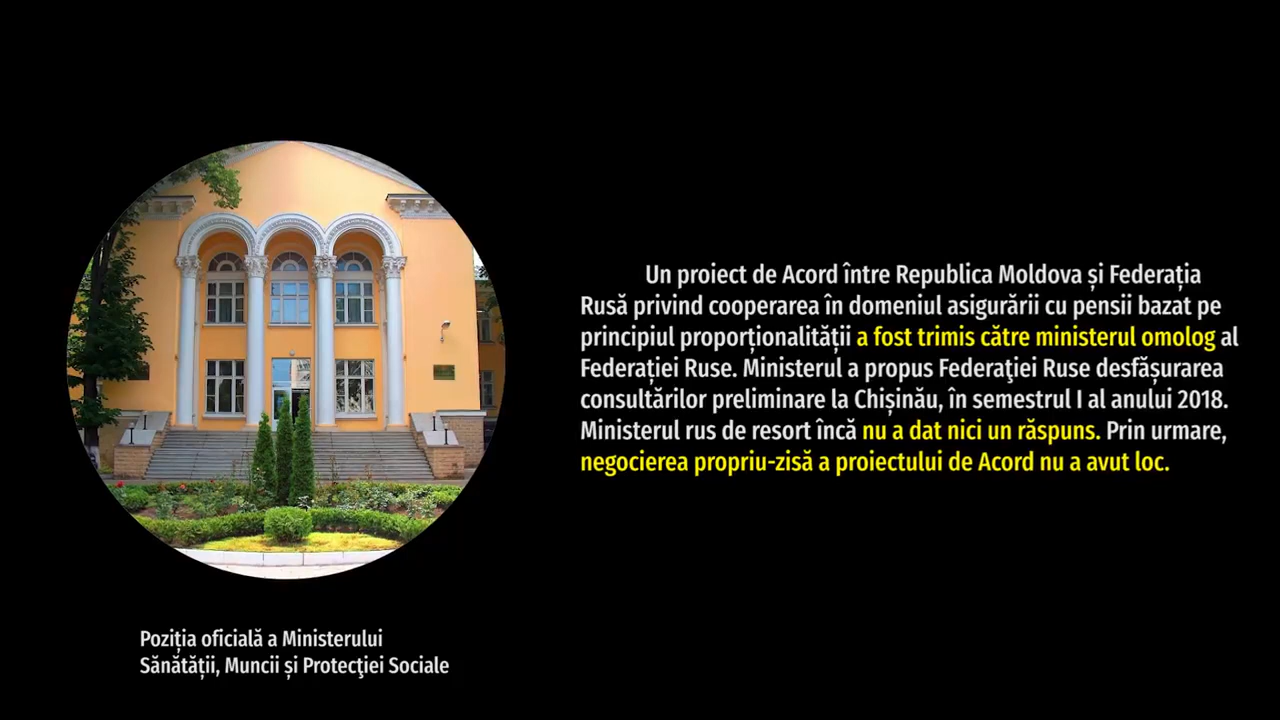 Un proiect de Acord între Republica Moldova și Federația
Rusă privind cooperarea în domeniul asigurării cu pensii bazat pe
principiul proporționalității a fost trimis către ministerul omolog al
Federației Ruse. Ministerul a propus Federaţiei Ruse desfășurarea
consultărilor preliminare la Chișinău, în semestrul I al anului 2018.
Ministerul rus de resort încă nu a dat nici un răspuns. Prin urmare,
negocierea propriu-zisă a proiectului de Acord nu a avut loc.
Poziția oficială a Ministerului
Sănătății, Muncii și Protecţiei Sociale